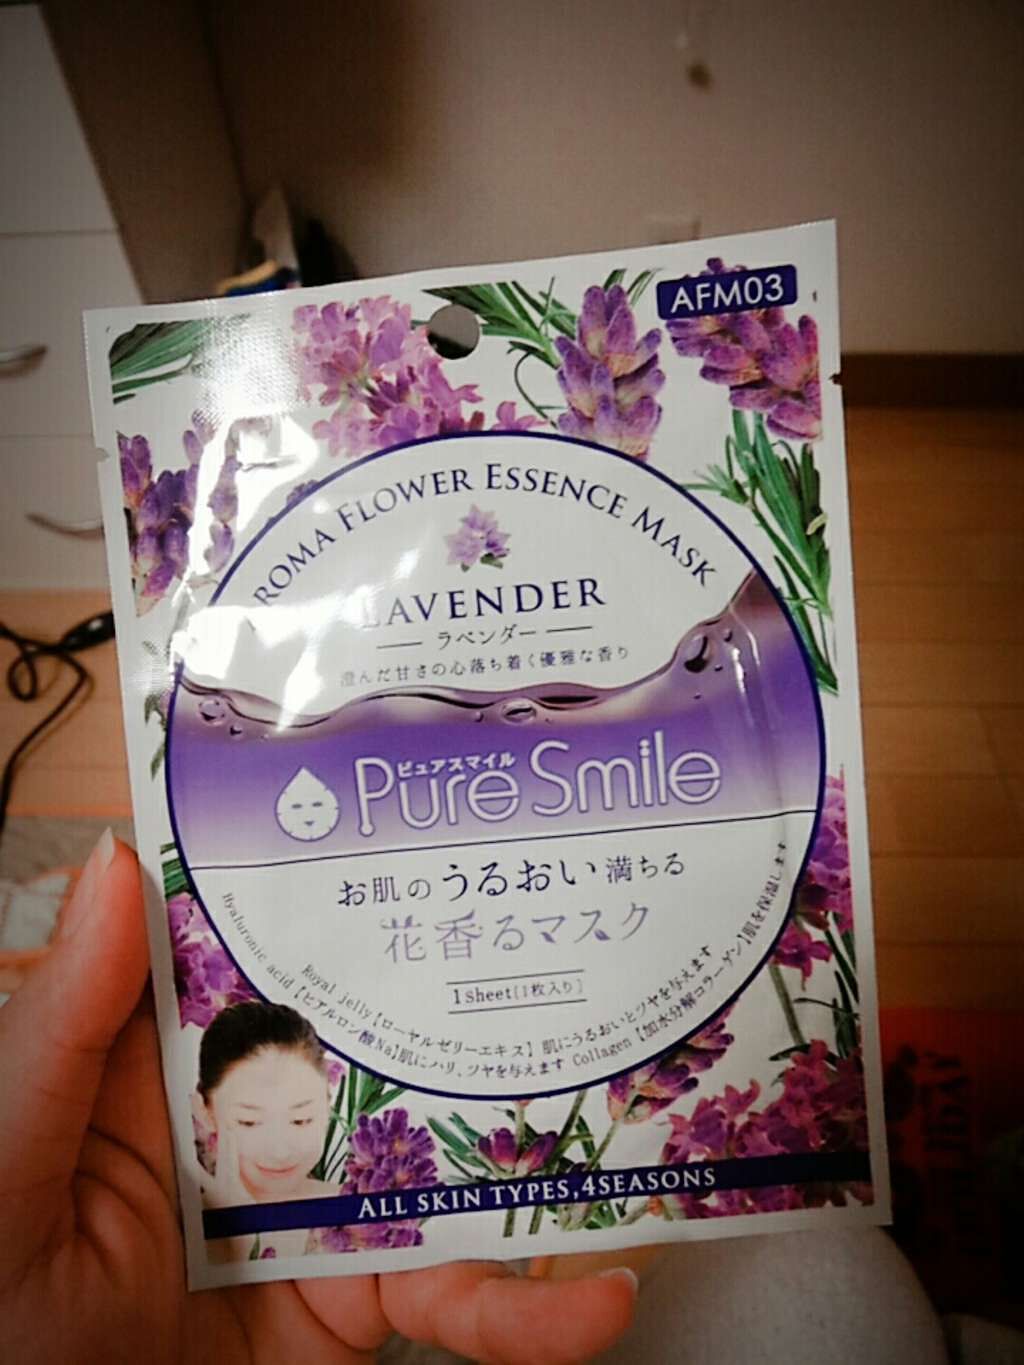 AFM03
AROMA FLOWER ESSENCE MASK
LAVENDER
ラベンダー
澄んだ甘さの心落ち着く優雅な香り
ピュアスマイル
Pure Smile
お肌のうるおい満ちる
花香るマスク
1sheet(1枚入り)
Royal jelly【ローヤルゼリーエキス】肌にうるおいとツヤを与えます
Hyaluronic acid【ヒアルロン酸Na】肌にハリ、ツヤを与えます Collagen【加水分解コラーゲン】肌を保湿します
ALL SKIN TYPES,4SEASONS